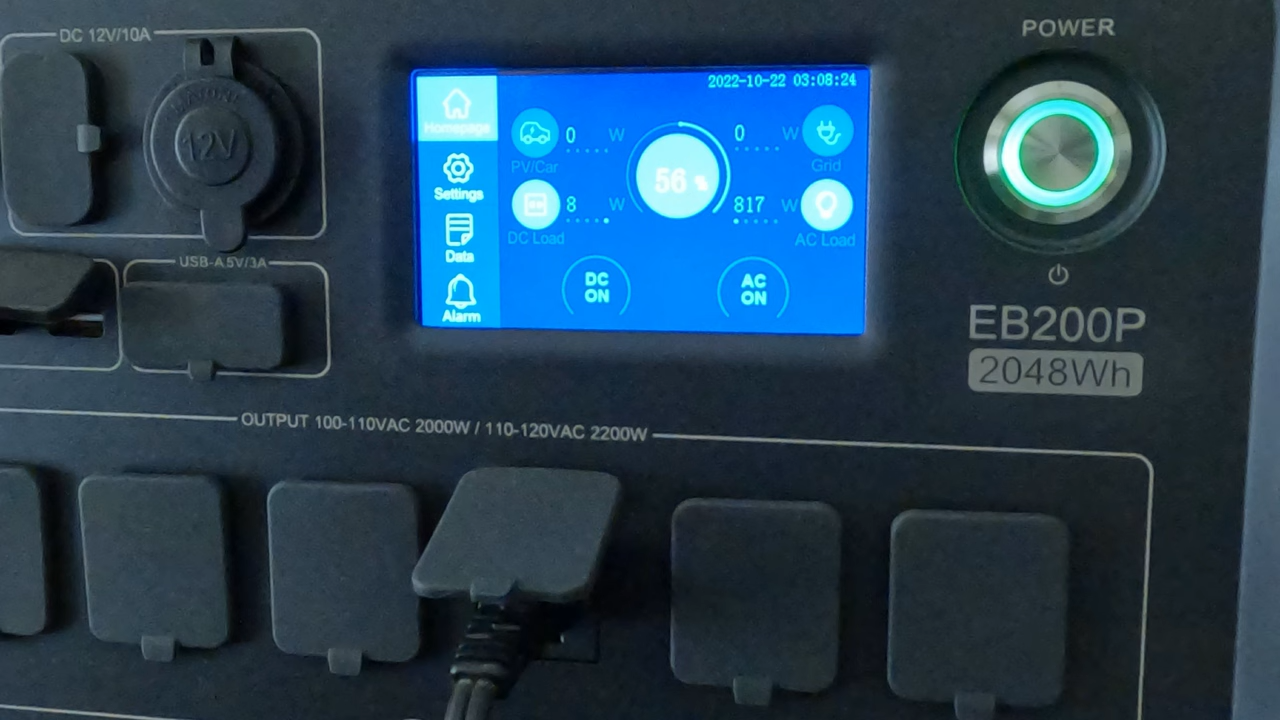 DC 12V/10A
12V
USB-A 5V/3A
2022-10-22 03:08:24
Homepage
Settings
Data
Alarm
0 W
PV/Car
8 W
DC Load
56 %
0 W
Grid
817 W
AC Load
DC
ON
AC
ON
POWER
EB200P
2048Wh
OUTPUT 100-110VAC 2000W / 110-120VAC 2200W